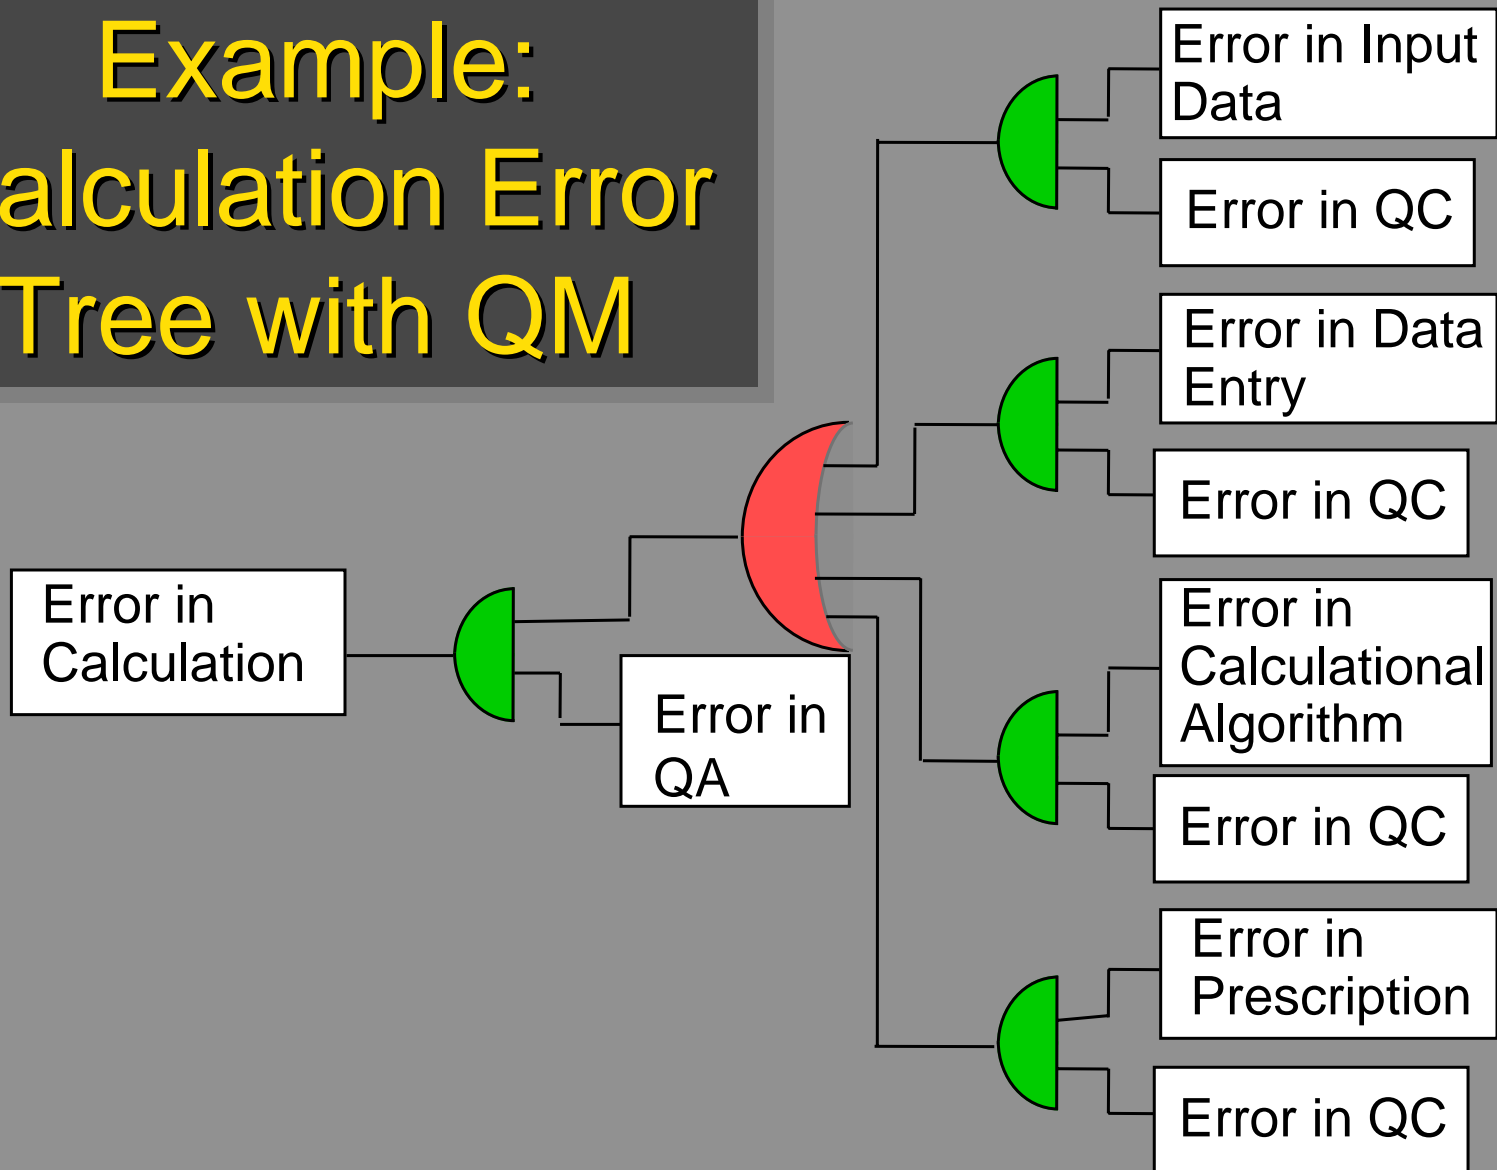 Example:
alculation Error
Tree with QM
Error in Input
Data
Error in QC
Error in Data
Entry
Error in QC
Error in
Calculation
Error in
QA
Error in
Calculational
Algorithm
Error in QC
Error in
Prescription
Error in QC